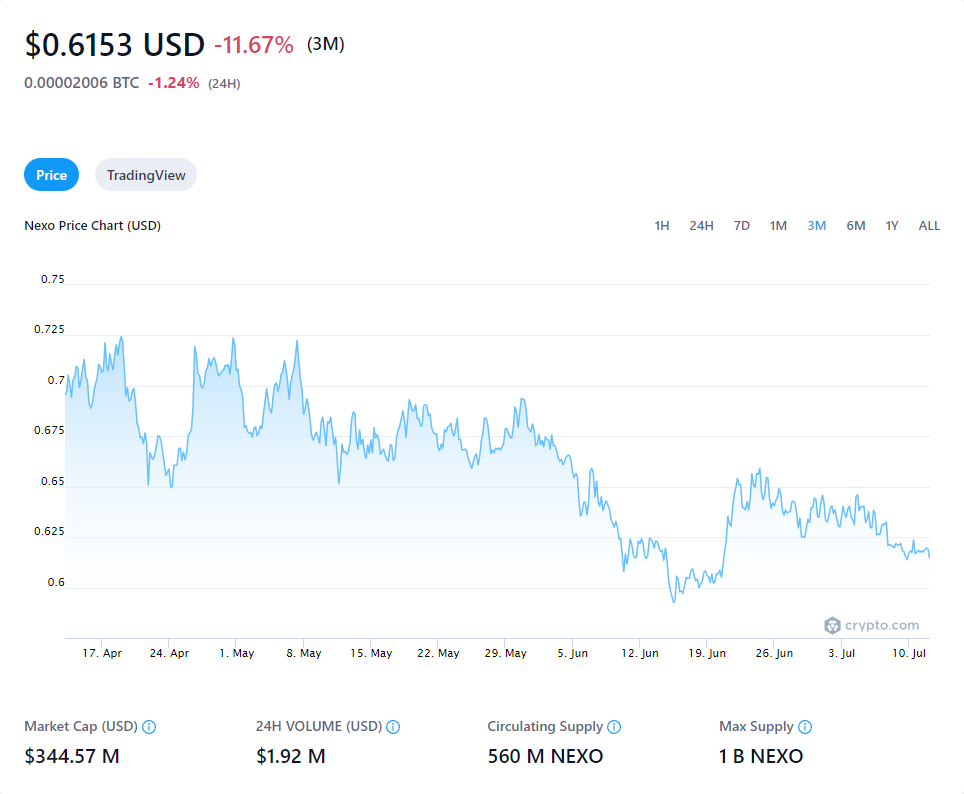 $0.6153 USD -11.67% (3M)
0.00002006 BTC -1.24% (24H)
Price TradingView
Nexo Price Chart (USD) 1H 24H 7D 1M 3M 6M 1Y ALL
0.75
0.725
0.7
0.675
0.65
0.625
0.6
crypto.com
17. Apr 24. Apr 1. May 8. May 15. May 22. May 29. May 5. Jun 12. Jun 19. Jun 26. Jun 3. Jul 10. Jul
Market Cap (USD) 24H VOLUME (USD) Circulating Supply Max Supply
$344.57 M $1.92 M 560 M NEXO 1 B NEXO